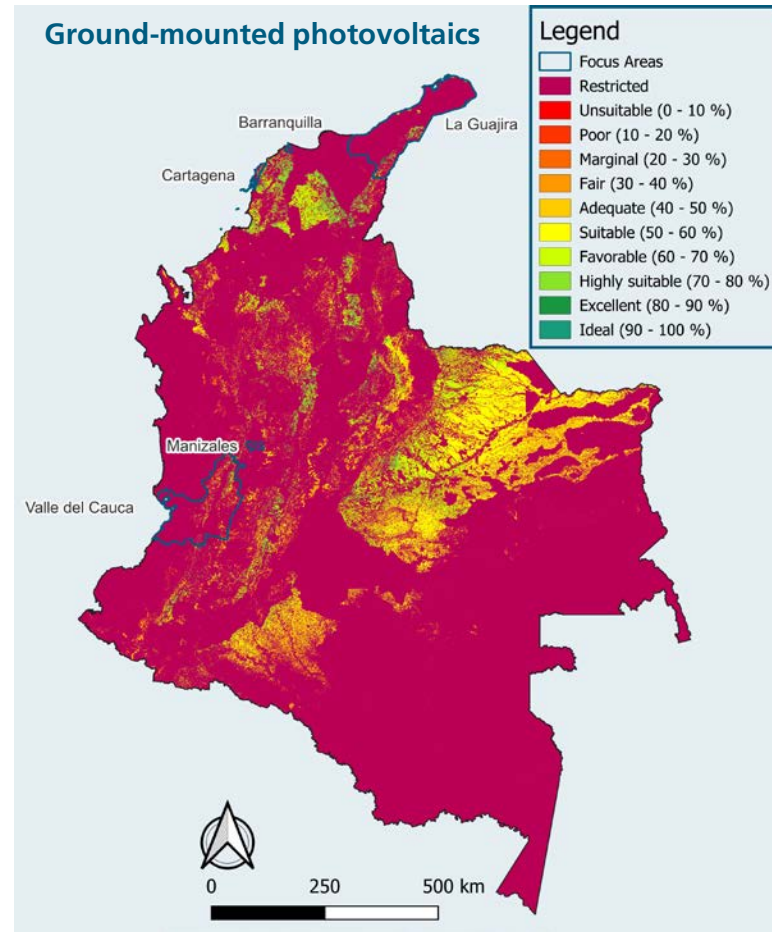 Ground-mounted photovoltaics
Legend
Focus Areas
Restricted
Unsuitable (0 - 10 %)
Poor (10 - 20 %)
Marginal (20 - 30 %)
Fair (30 - 40 %)
Adequate (40 - 50 %)
Suitable (50 - 60 %)
Favorable (60 - 70 %)
Highly suitable (70 - 80 %)
Excellent (80 - 90 %)
Ideal (90 - 100 %)
Barranquilla
La Guajira
Cartagena
Manizales
Valle del Cauca
0 250 500 km